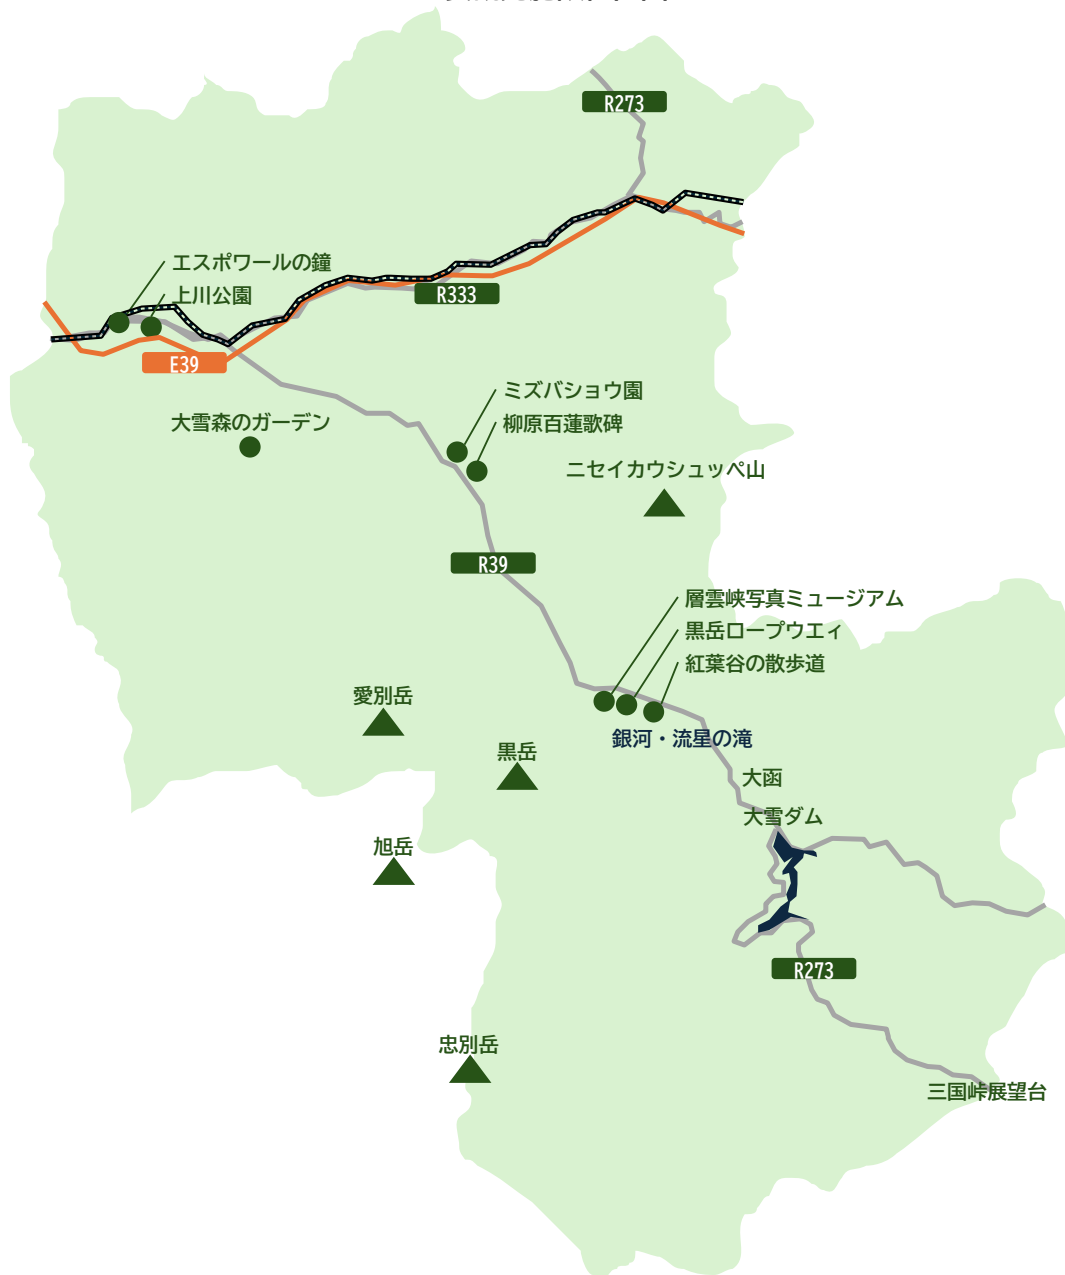 R273
エスポワールの鐘
上川公園
R333
E39
ミズバショウ園
大雪森のガーデン
柳原百蓮歌碑
ニセイカウシュッペ山
R39
層雲峡写真ミュージアム
黒岳ロープウエィ
紅葉谷の散歩道
愛別岳
銀河・流星の滝
黒岳
大函
大雪ダム
旭岳
R273
忠別岳
三国峠展望台